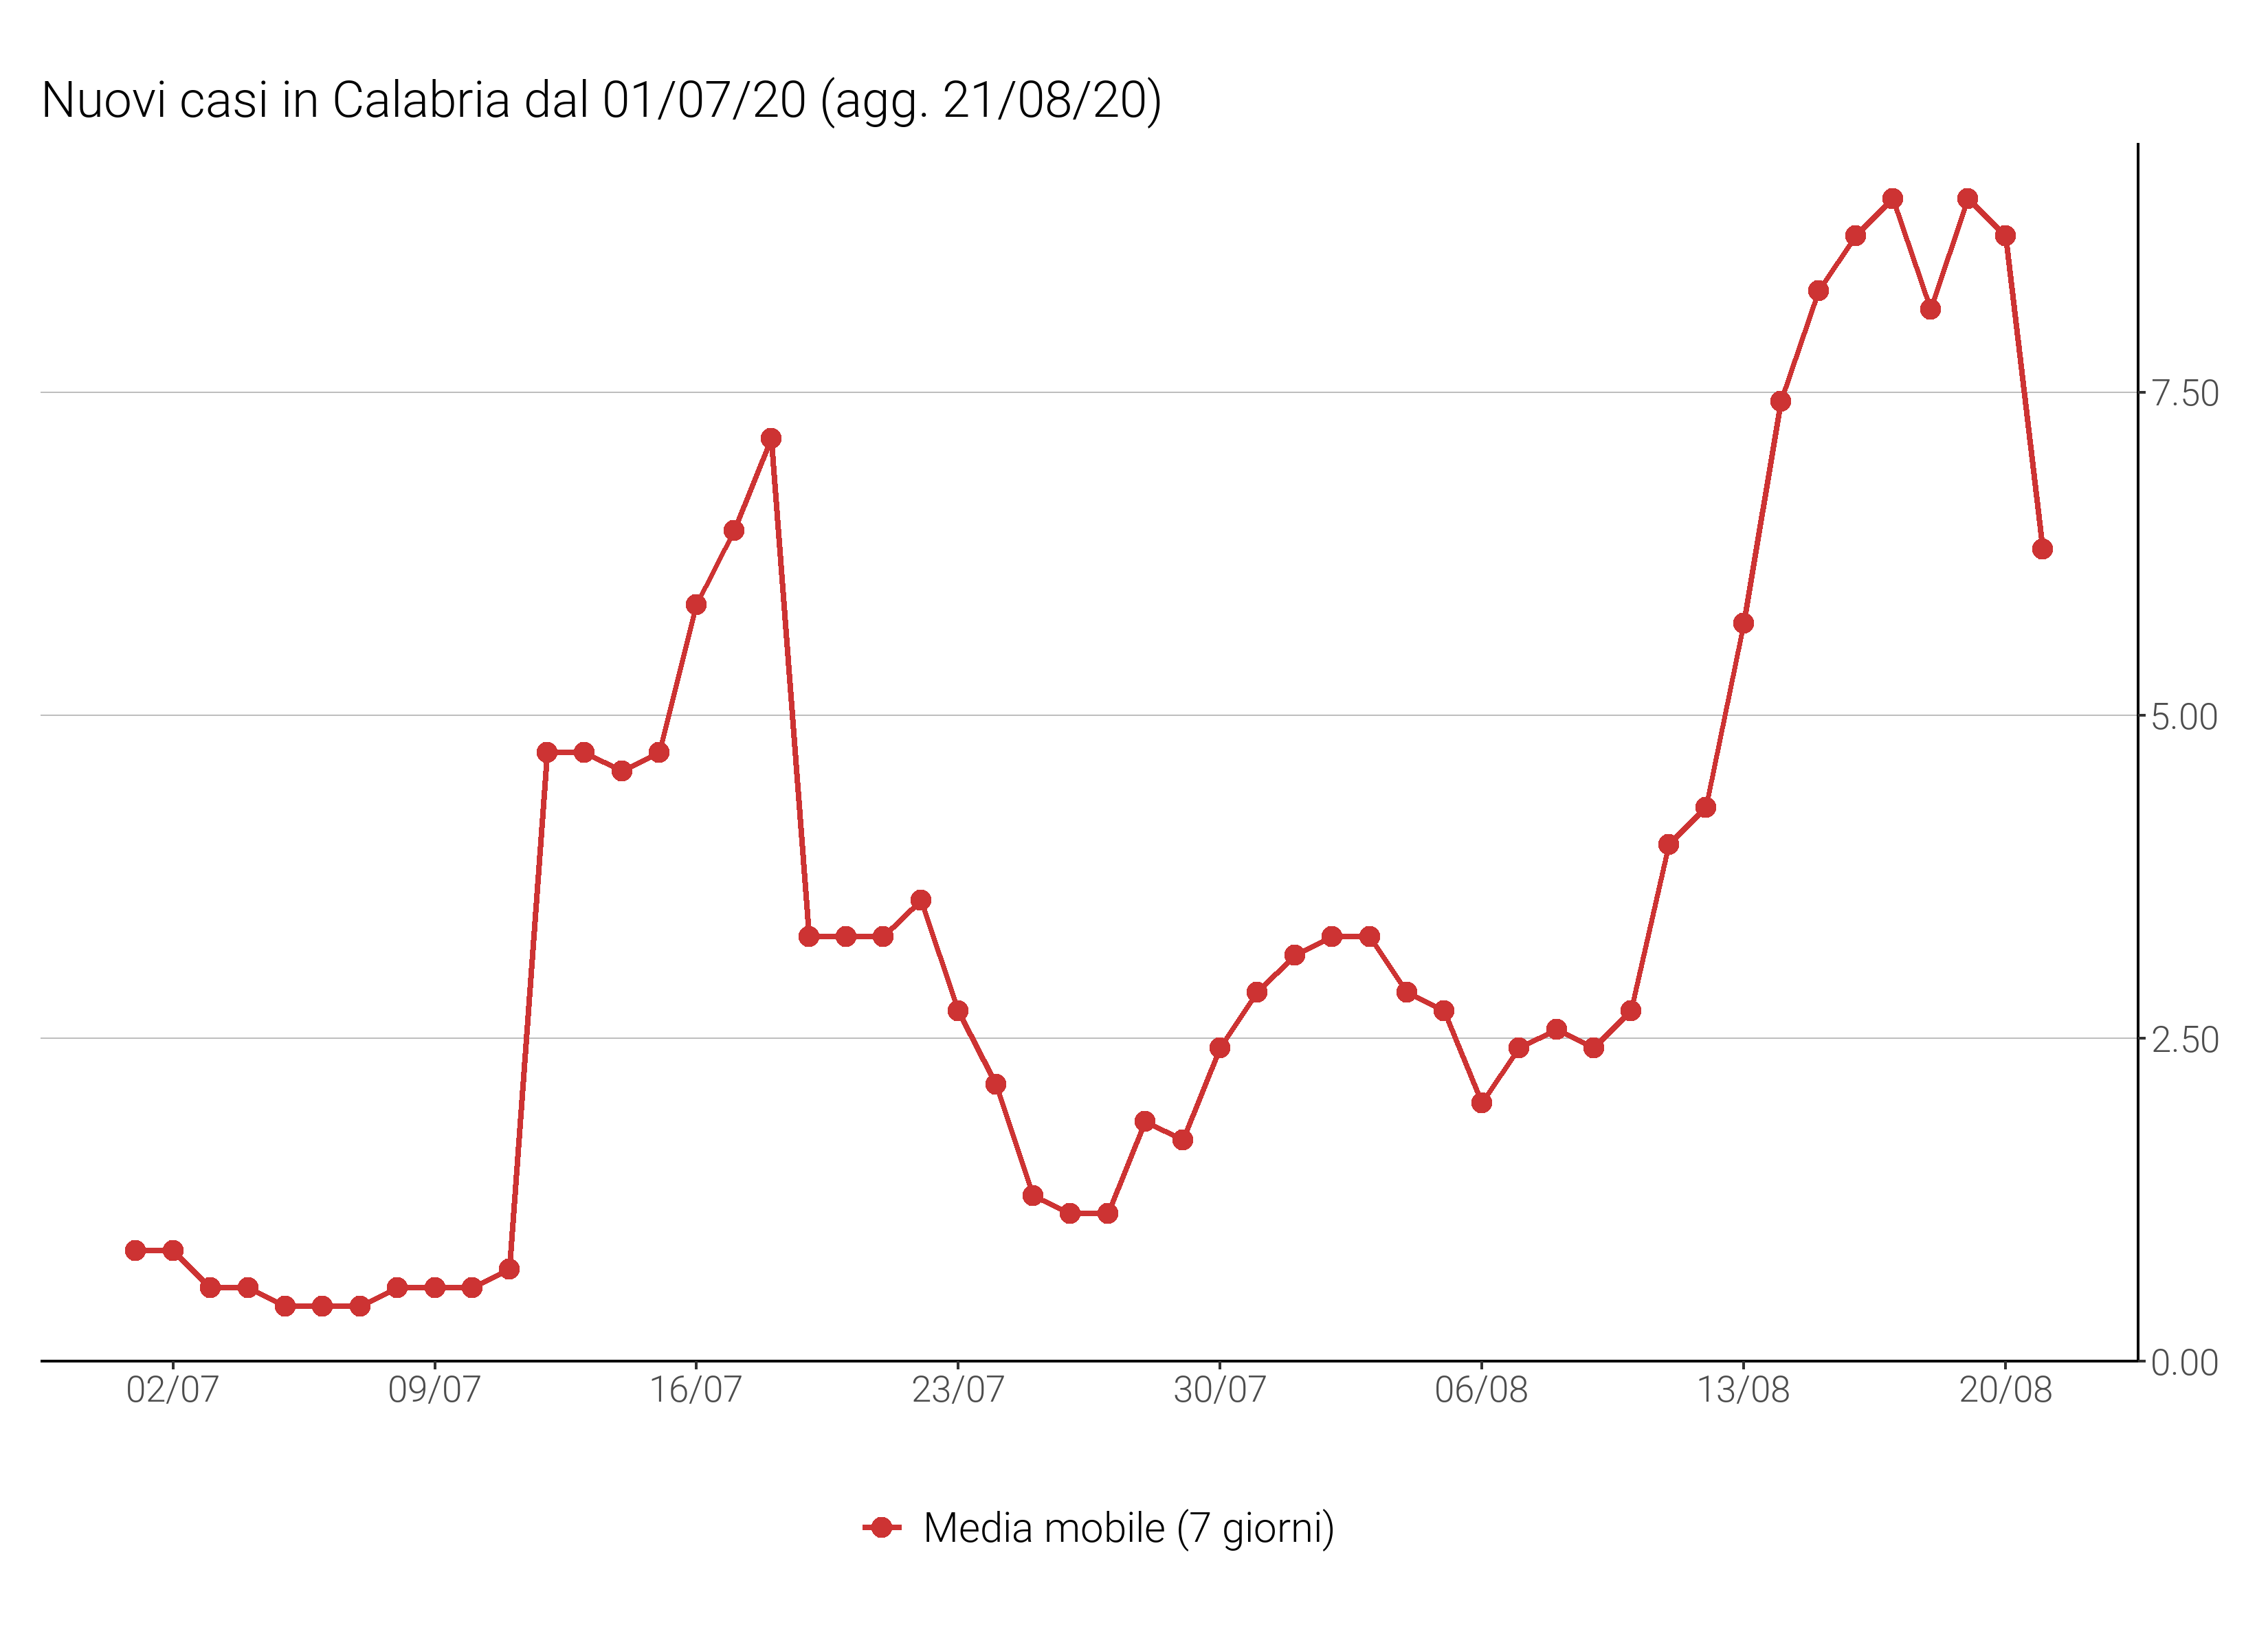 Nuovi casi in Calabria dal 01/07/20 (agg. 21/08/20)
7.50
5.00
2.50
0.00
02/07 09/07 16/07 23/07 30/07 06/08 13/08 20/08
Media mobile (7 giorni)